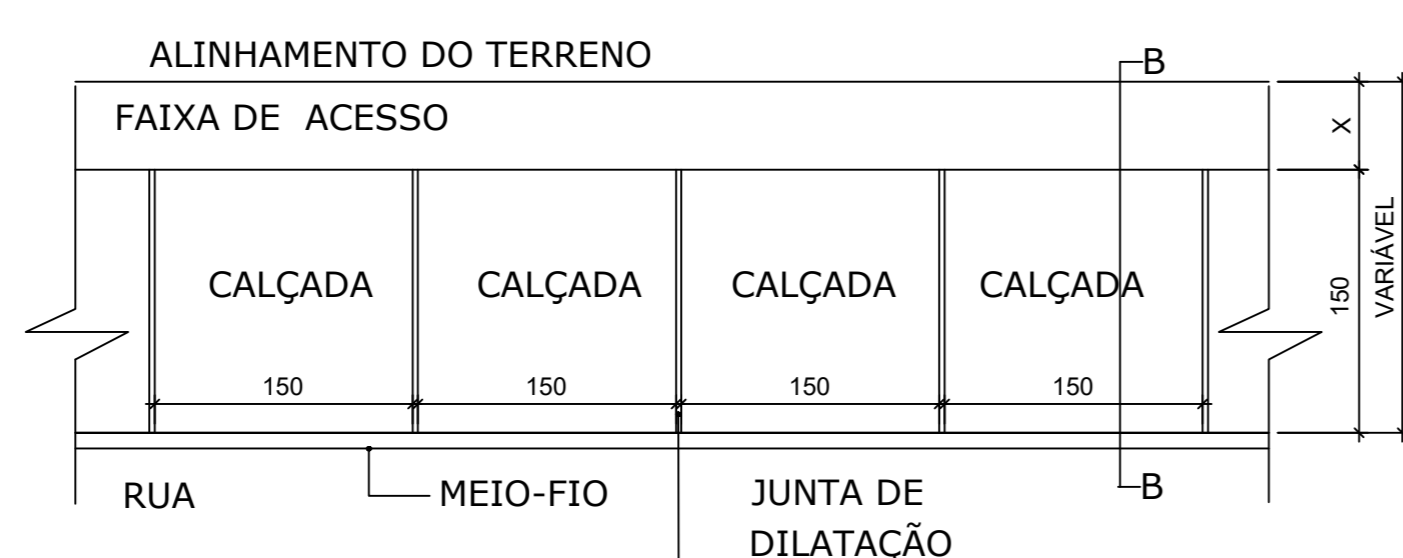 ALINHAMENTO DO TERRENO
B
FAIXA DE ACESSO
X
CALÇADA CALÇADA CALÇADA CALÇADA
150
VARIÁVEL
150 150 150 150
RUA
MEIO-FIO
JUNTA DE
DILATAÇÃO
B